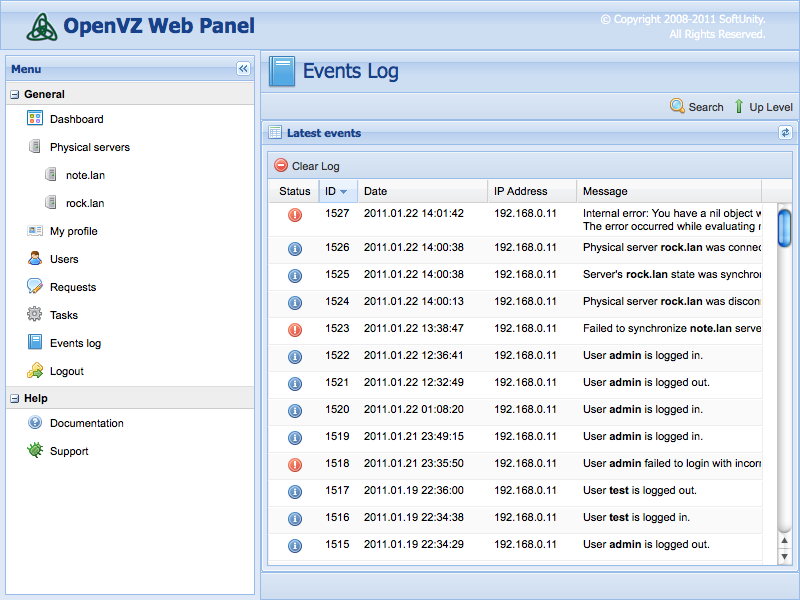 OpenVZ Web Panel
© Copyright 2008-2011 SoftUnity.
All Rights Reserved.
Menu
General
Dashboard
Physical servers
note.lan
rock.lan
My profile
Users
Requests
Tasks
Events log
Logout
Help
Documentation
Support
Events Log
Search Up Level
Latest events
Clear Log
Status ID Date IP Address Message
1527 2011.01.22 14:01:42 192.168.0.11 Internal error: You have a nil object
The error occurred while evaluating
1526 2011.01.22 14:00:38 192.168.0.11 Physical server rock.lan was connec
1525 2011.01.22 14:00:38 192.168.0.11 Server's rock.lan state was synchro
1524 2011.01.22 14:00:13 192.168.0.11 Physical server rock.lan was discon
1523 2011.01.22 13:38:47 192.168.0.11 Failed to synchronize note.lan serve
1522 2011.01.22 12:36:41 192.168.0.11 User admin is logged in.
1521 2011.01.22 12:32:49 192.168.0.11 User admin is logged out.
1520 2011.01.22 01:08:20 192.168.0.11 User admin is logged in.
1519 2011.01.21 23:49:15 192.168.0.11 User admin is logged in.
1518 2011.01.21 23:35:50 192.168.0.11 User admin failed to login with incorr
1517 2011.01.19 22:36:00 192.168.0.11 User test is logged out.
1516 2011.01.19 22:34:38 192.168.0.11 User test is logged in.
1515 2011.01.19 22:34:29 192.168.0.11 User admin is logged out.